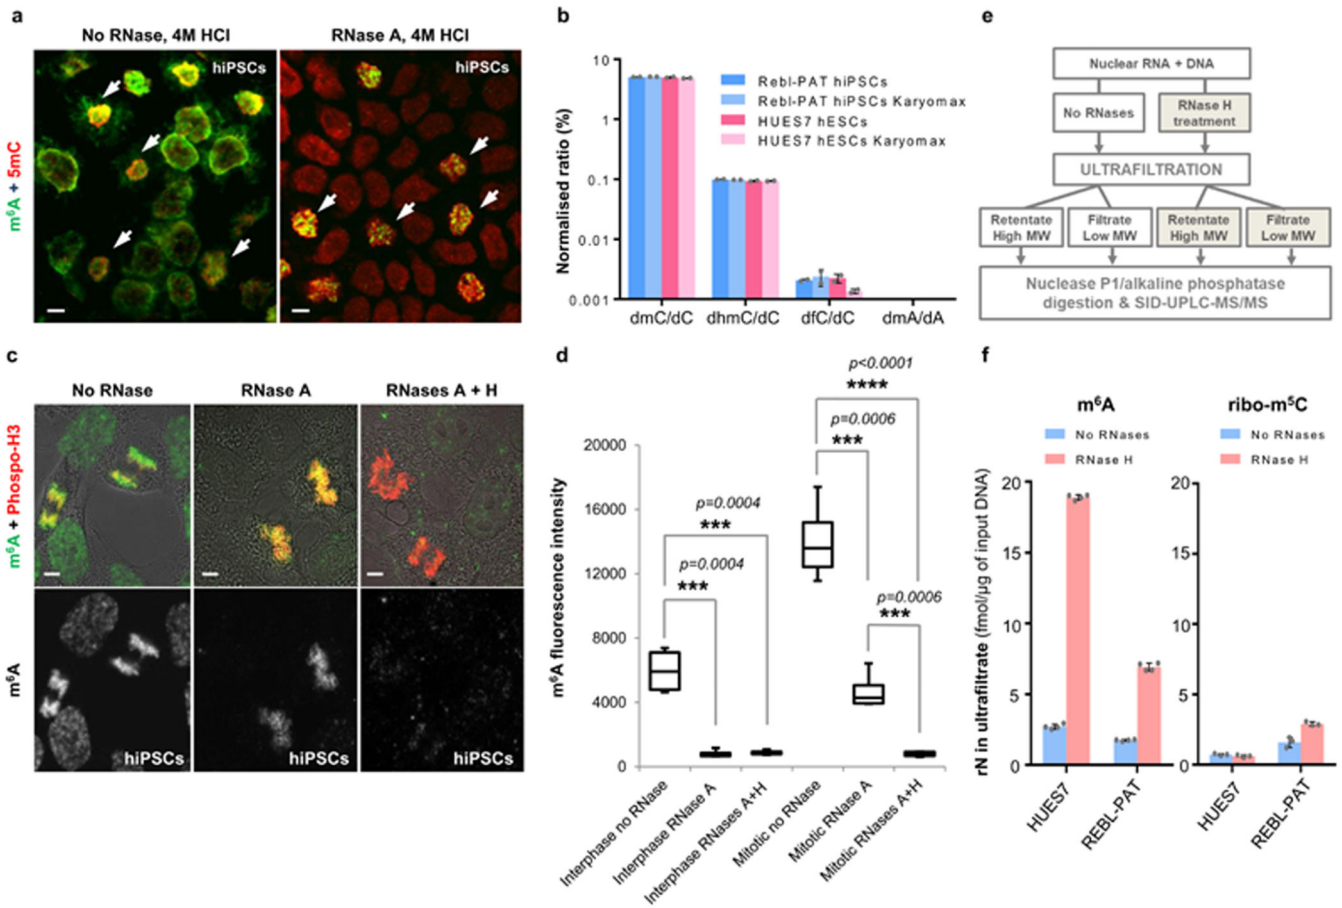 a
No RNase, 4M HCl
RNase A, 4M HCl
hiPSCs
hiPSCs
m⁶A + 5mC
b
Normalised ratio (%)
10
1
0.1
0.01
0.001
Rebl-PAT hiPSCs
Rebl-PAT hiPSCs Karyomax
HUES7 hESCs
HUES7 hESCs Karyomax
dmC/dC
dhmC/dC
dfC/dC
dmA/dA
e
Nuclear RNA + DNA
No RNases
RNase H
treatment
ULTRAFILTRATION
Retentate
High MW
Filtrate
Low MW
Retentate
High MW
Filtrate
Low MW
Nuclease P1/alkaline phosphatase
digestion & SID-UPLC-MS/MS
c
No RNase
RNase A
RNases A + H
m⁶A + Phospo-H3
m⁶A
hiPSCs
hiPSCs
hiPSCs
d
m⁶A fluorescence intensity
20000
16000
12000
8000
4000
0
p=0.0004
***
p=0.0004
***
p<0.0001
****
p=0.0006
***
p=0.0006
***
Interphase no RNase
Interphase RNase A
Interphase RNases A+H
Mitotic no RNase
Mitotic RNase A
Mitotic RNases A+H
f
m⁶A
No RNases
RNase H
rN in ultrafiltrate (fmol/µg of input DNA)
20
15
10
5
0
HUES7
REBL-PAT
ribo-m⁵C
No RNases
RNase H
20
15
10
5
0
HUES7
REBL-PAT